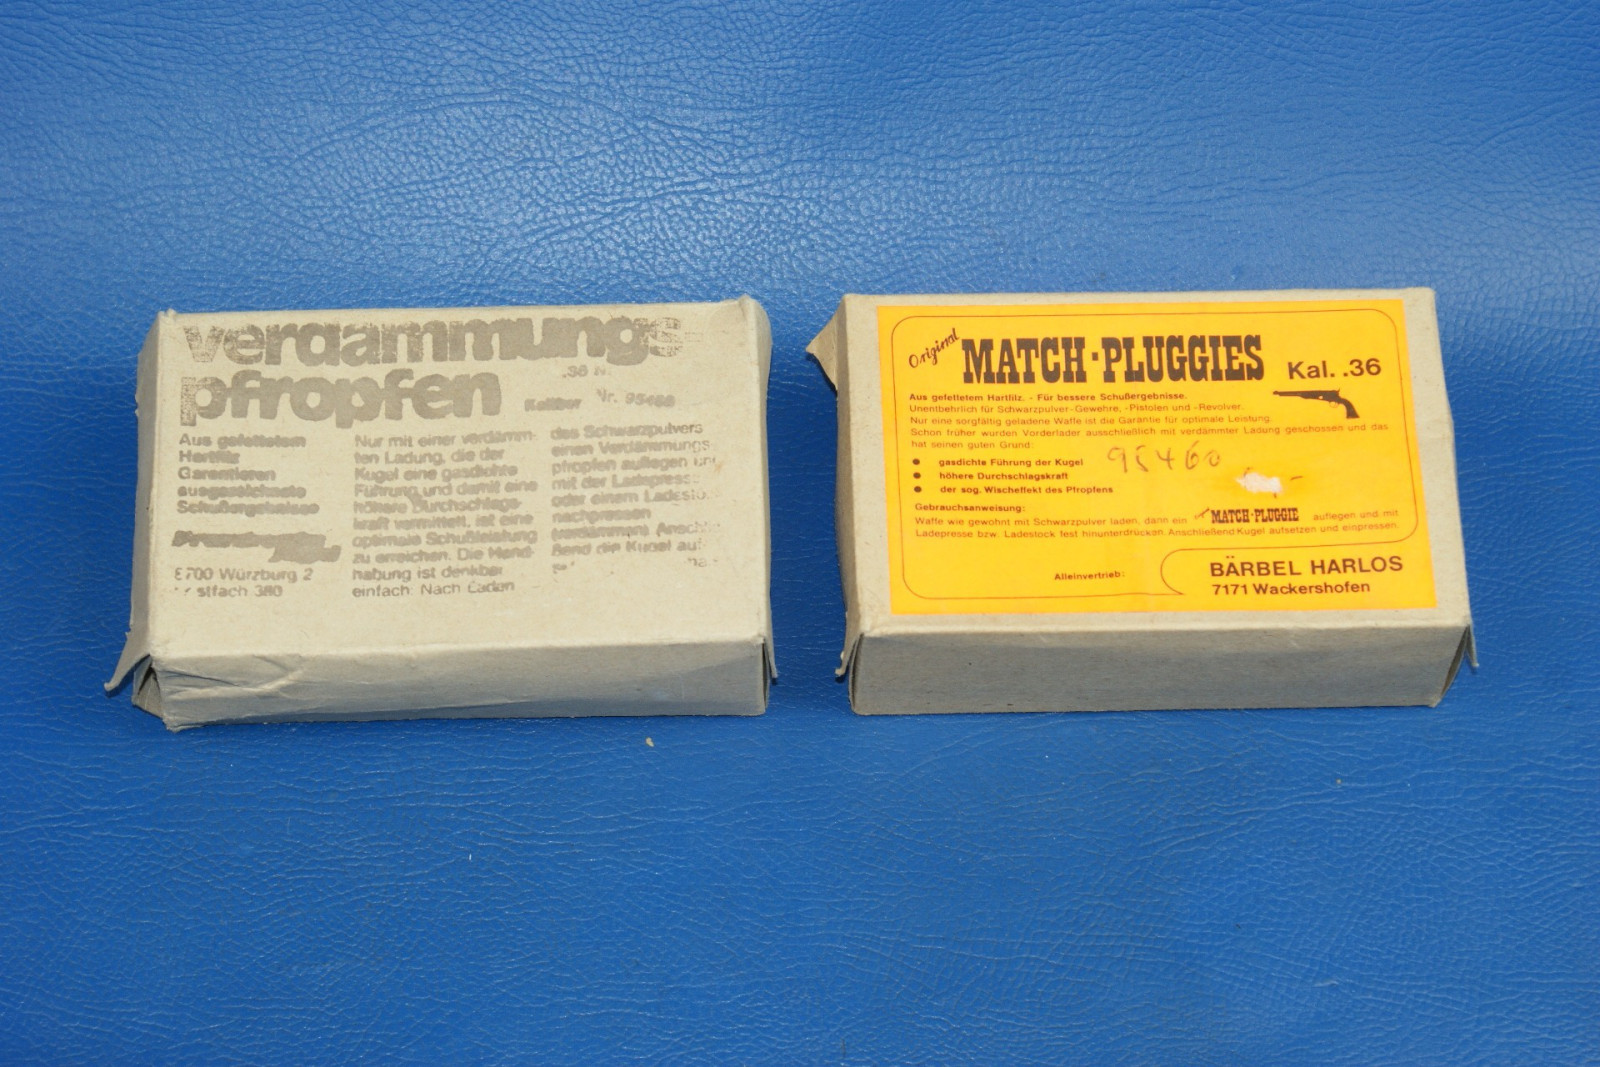 verdammungs
pfropfen
.36
Kaliber Nr.
Aus gefettetem
Hartfilz
Garantieren
ausgezeichnete
Schußergebnisse
8700 Würzburg 2
Postfach 380
Nur mit einer verdämm-
ten Ladung, die der
Kugel eine gasdichte
Führung und damit eine
höhere Durchschlags-
kraft vermittelt, ist eine
optimale Schußleistung
zu erreichen. Die Hand-
habung ist denkbar
einfach: Nach Laden
des Schwarzpulvers
einen Verdämmungs-
pfropfen auflegen und
mit der Ladepresse
oder einem Ladestock
nachpressen
(verdämmen). Anschlie-
ßend die Kugel auf-
Original MATCH-PLUGGIES Kal. .36
Aus gefettetem Hartfilz. - Für bessere Schußergebnisse.
Unentbehrlich für Schwarzpulver-Gewehre, -Pistolen und -Revolver.
Nur eine sorgfältig geladene Waffe ist die Garantie für optimale Leistung.
Schon früher wurden Vorderlader ausschließlich mit verdämmter Ladung geschossen und das
hat seinen guten Grund:
● gasdichte Führung der Kugel
● höhere Durchschlagskraft
● der sog. Wischeffekt des Pfropfens
95460
Gebrauchsanweisung:
Waffe wie gewohnt mit Schwarzpulver laden, dann ein MATCH-PLUGGIE auflegen und mit
Ladepresse bzw. Ladestock fest hinunterdrücken. Anschließend Kugel aufsetzen und einpressen.
Alleinvertrieb:
BÄRBEL HARLOS
7171 Wackershofen